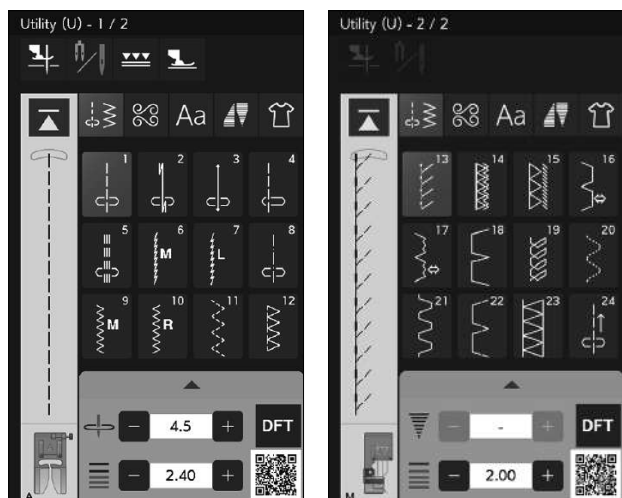 Utility (U) - 1 / 2
Aa
1 2 3 4
5 6 7 8
M L
9 10 11 12
M R
4.5 DFT
2.40
A
Utility (U) - 2 / 2
Aa
13 14 15 16
17 18 19 20
21 22 23 24
- DFT
2.00
M